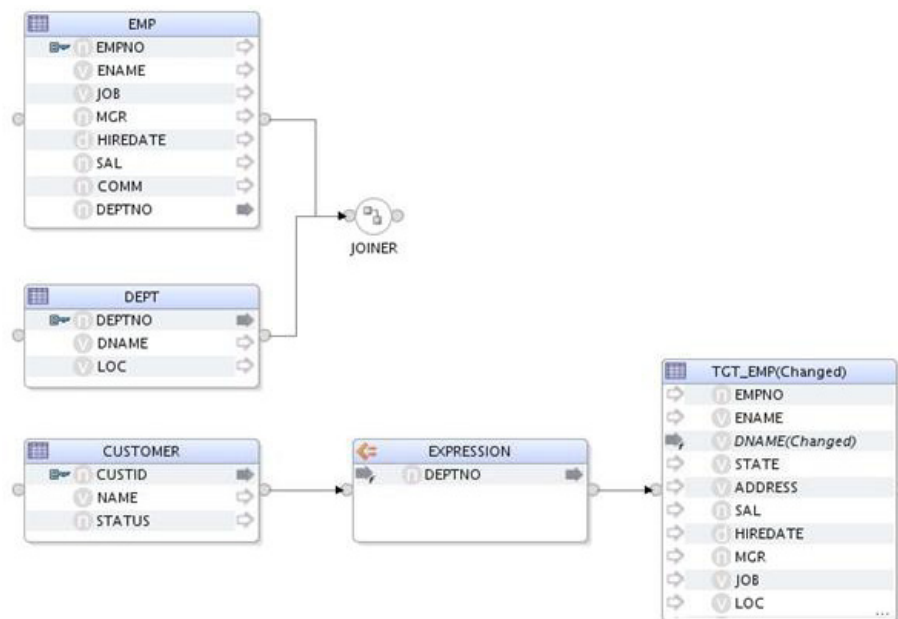 EMP
n EMPNO
v ENAME
v JOB
n MGR
d HIREDATE
n SAL
n COMM
n DEPTNO
JOINER
DEPT
n DEPTNO
v DNAME
v LOC
CUSTOMER
n CUSTID
v NAME
n STATUS
EXPRESSION
n DEPTNO
TGT_EMP(Changed)
n EMPNO
v ENAME
v DNAME(Changed)
v STATE
v ADDRESS
n SAL
d HIREDATE
n MGR
v JOB
v LOC
...